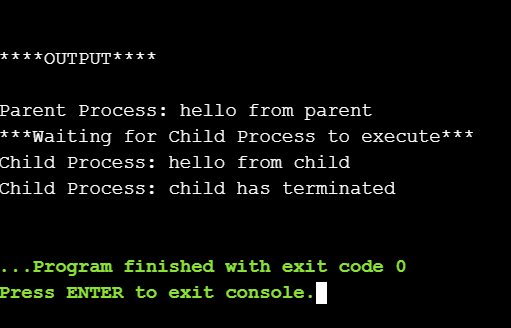 ****OUTPUT****
Parent Process: hello from parent
***Waiting for Child Process to execute***
Child Process: hello from child
Child Process: child has terminated
...Program finished with exit code 0
Press ENTER to exit console.